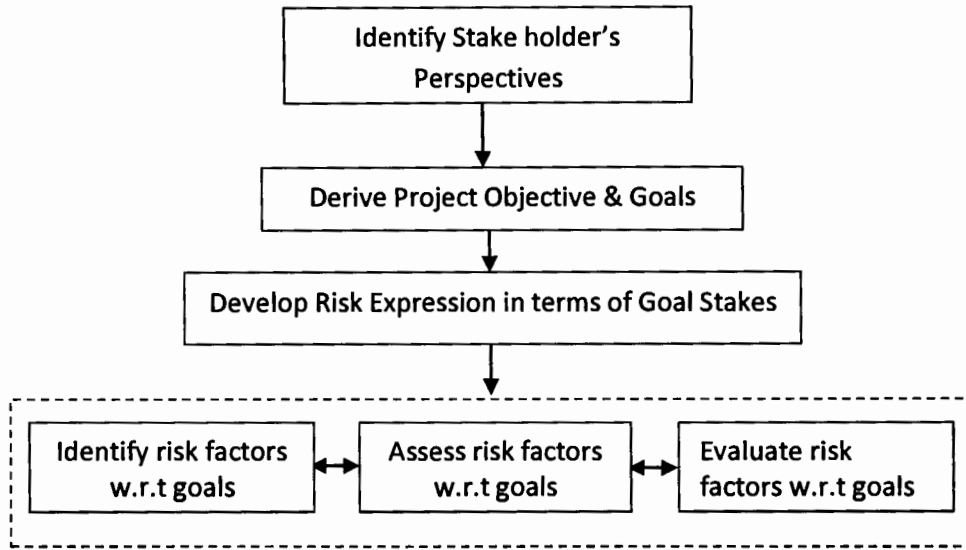 Identify Stake holder's
Perspectives
Derive Project Objective & Goals
Develop Risk Expression in terms of Goal Stakes
Identify risk factors
w.r.t goals
Assess risk factors
w.r.t goals
Evaluate risk
factors w.r.t goals